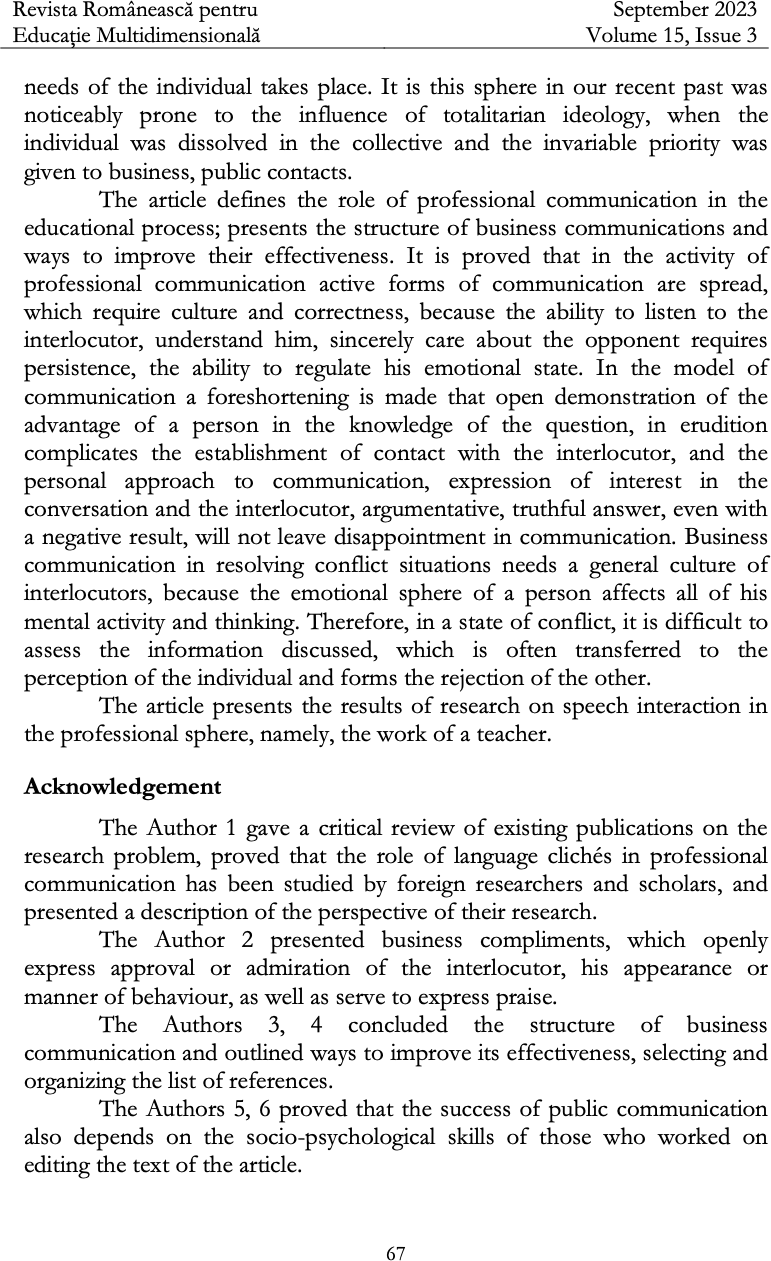 Revista Românească pentru
Educaţie Multidimensională
September 2023
Volume 15, Issue 3
needs of the individual takes place. It is this sphere in our recent past was
noticeably prone to the influence of totalitarian ideology, when the
individual was dissolved in the collective and the invariable priority was
given to business, public contacts.
The article defines the role of professional communication in the
educational process; presents the structure of business communications and
ways to improve their effectiveness. It is proved that in the activity of
professional communication active forms of communication are spread,
which require culture and correctness, because the ability to listen to the
interlocutor, understand him, sincerely care about the opponent requires
persistence, the ability to regulate his emotional state. In the model of
communication a foreshortening is made that open demonstration of the
advantage of a person in the knowledge of the question, in erudition
complicates the establishment of contact with the interlocutor, and the
personal approach to communication, expression of interest in the
conversation and the interlocutor, argumentative, truthful answer, even with
a negative result, will not leave disappointment in communication. Business
communication in resolving conflict situations needs a general culture of
interlocutors, because the emotional sphere of a person affects all of his
mental activity and thinking. Therefore, in a state of conflict, it is difficult to
assess the information discussed, which is often transferred to the
perception of the individual and forms the rejection of the other.
The article presents the results of research on speech interaction in
the professional sphere, namely, the work of a teacher.
Acknowledgement
The Author 1 gave a critical review of existing publications on the
research problem, proved that the role of language clichés in professional
communication has been studied by foreign researchers and scholars, and
presented a description of the perspective of their research.
The Author 2 presented business compliments, which openly
express approval or admiration of the interlocutor, his appearance or
manner of behaviour, as well as serve to express praise.
The Authors 3, 4 concluded the structure of business
communication and outlined ways to improve its effectiveness, selecting and
organizing the list of references.
The Authors 5, 6 proved that the success of public communication
also depends on the socio-psychological skills of those who worked on
editing the text of the article.
67